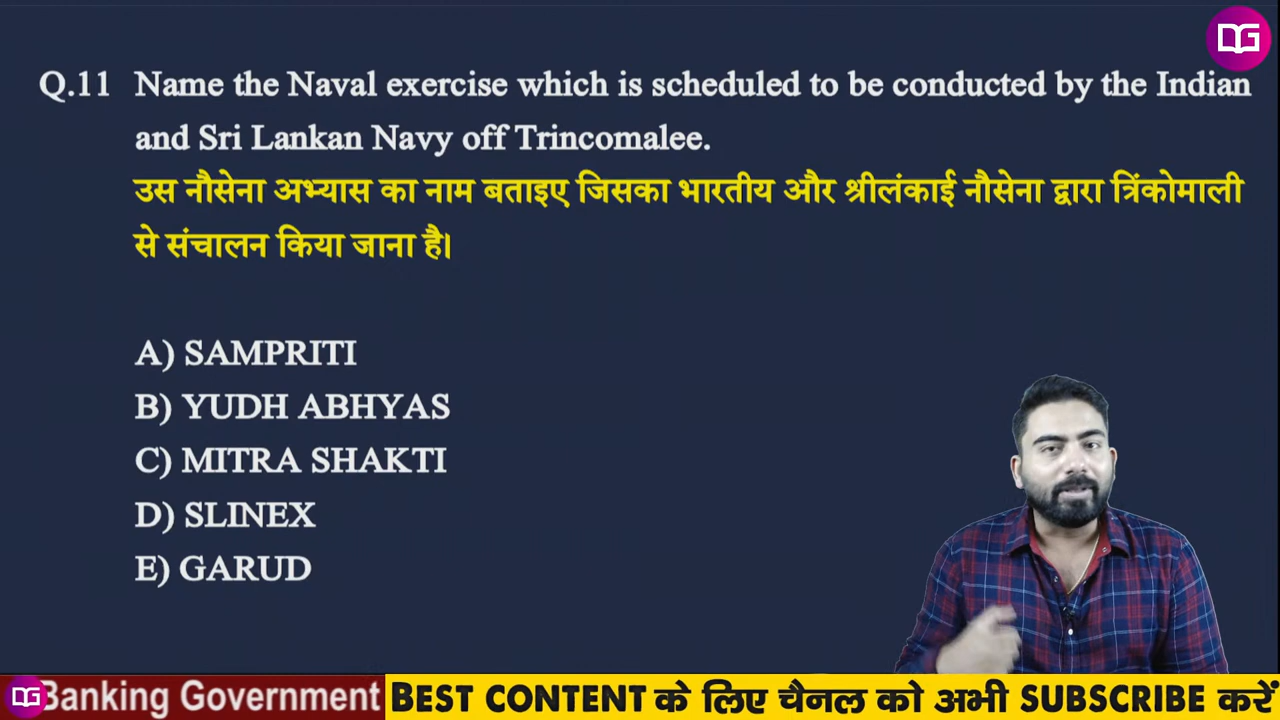 DG
Q.11 Name the Naval exercise which is scheduled to be conducted by the Indian
and Sri Lankan Navy off Trincomalee.
उस नौसेना अभ्यास का नाम बताइए जिसका भारतीय और श्रीलंकाई नौसेना द्वारा त्रिंकोमाली
से संचालन किया जाना है।
A) SAMPRITI
B) YUDH ABHYAS
C) MITRA SHAKTI
D) SLINEX
E) GARUD
DG Banking Government BEST CONTENT के लिए चैनल को अभी SUBSCRIBE करें